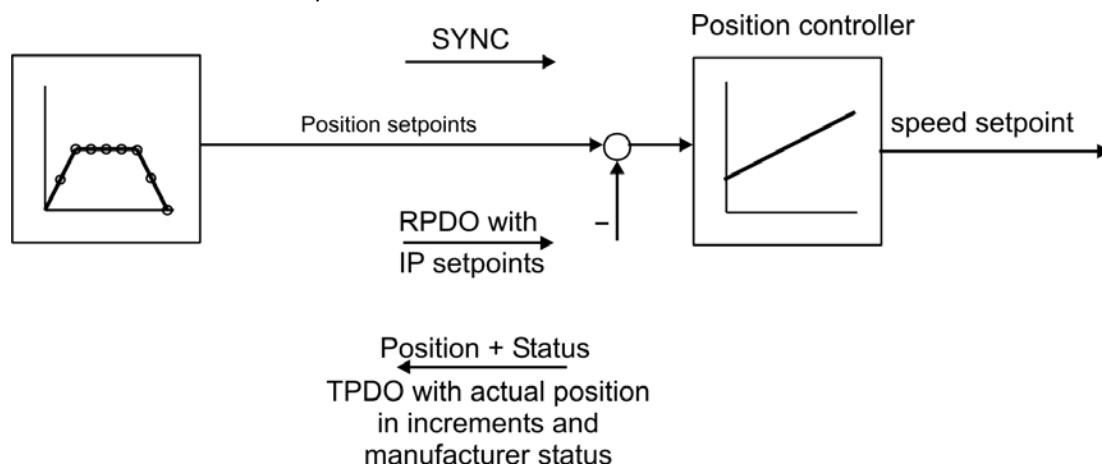 Position controller
SYNC
Position setpoints
speed setpoint
RPDO with
IP setpoints
–
Position + Status
TPDO with actual position
in increments and
manufacturer status